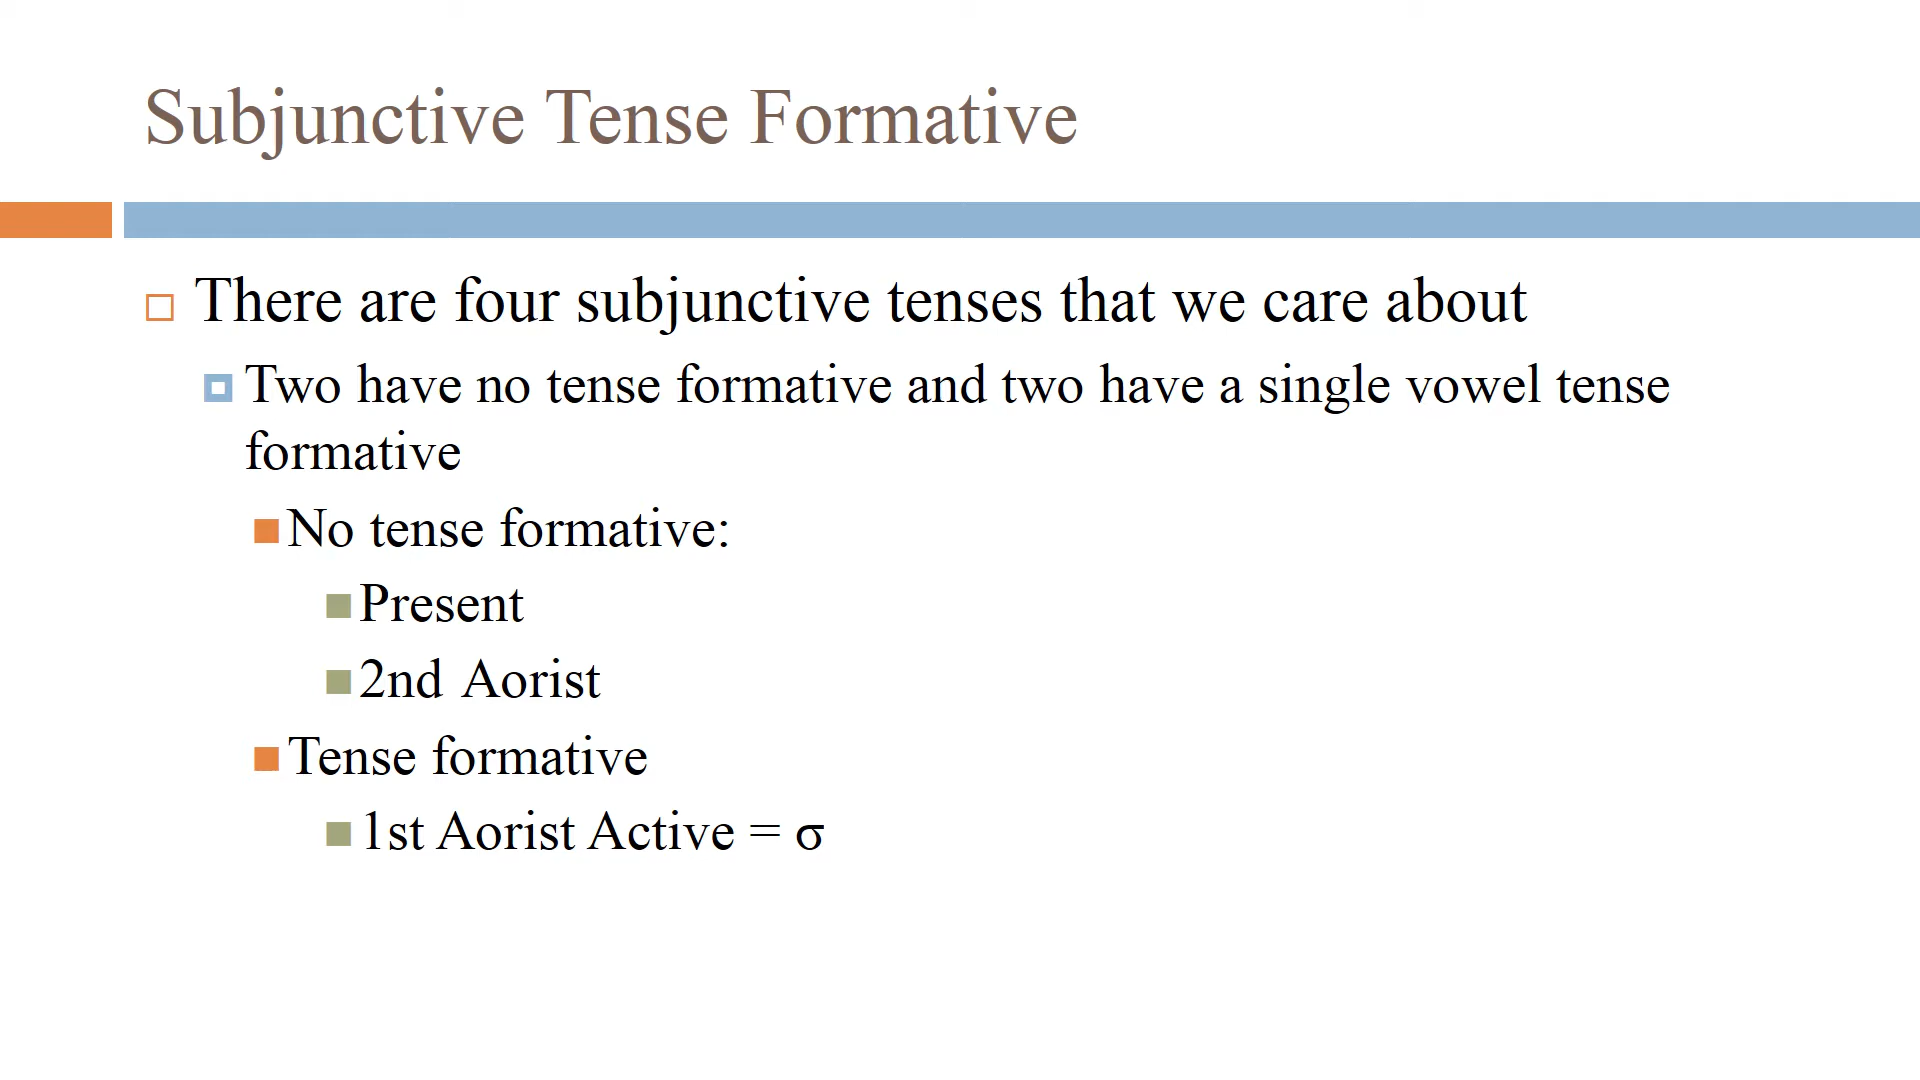 Subjunctive Tense Formative
There are four subjunctive tenses that we care about
Two have no tense formative and two have a single vowel tense
formative
No tense formative:
Present
2nd Aorist
Tense formative
1st Aorist Active = σ